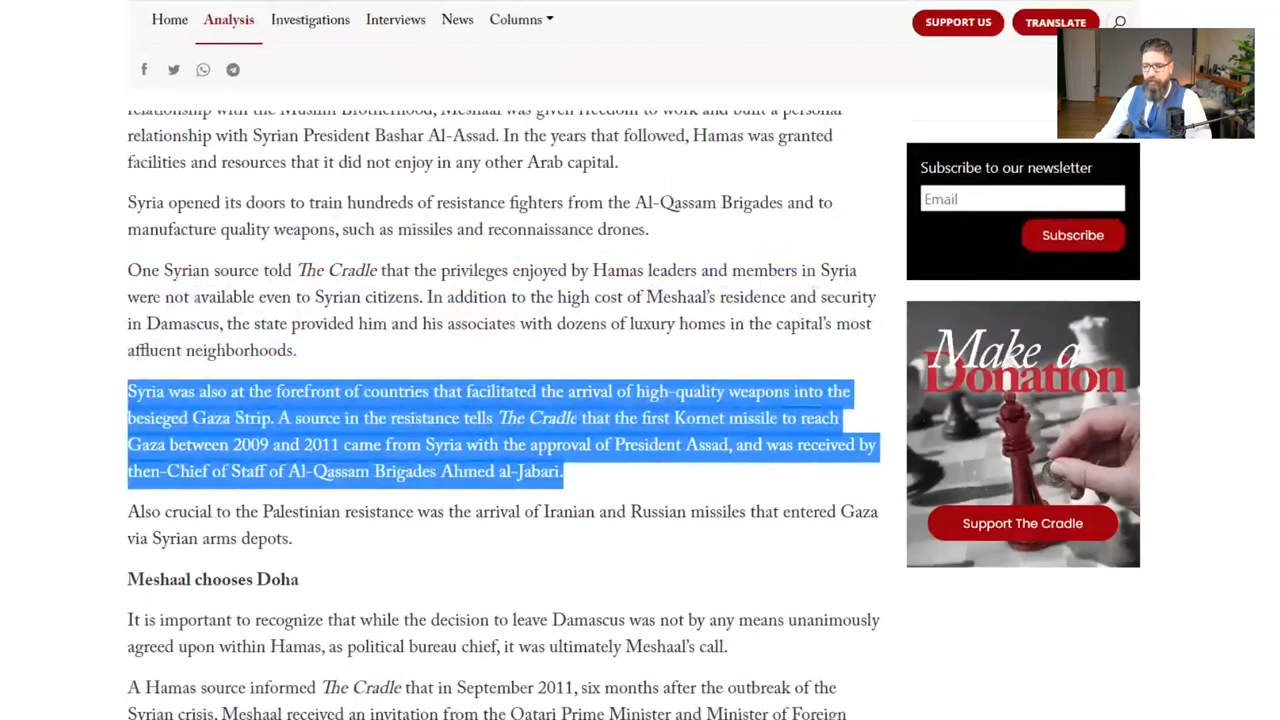 Home Analysis Investigations Interviews News Columns
SUPPORT US TRANSLATE
relationship with the Muslim Brotherhood, Meshaal was given freedom to work and built a personal
relationship with Syrian President Bashar Al-Assad. In the years that followed, Hamas was granted
facilities and resources that it did not enjoy in any other Arab capital.
Syria opened its doors to train hundreds of resistance fighters from the Al-Qassam Brigades and to
manufacture quality weapons, such as missiles and reconnaissance drones.
One Syrian source told The Cradle that the privileges enjoyed by Hamas leaders and members in Syria
were not available even to Syrian citizens. In addition to the high cost of Meshaal's residence and security
in Damascus, the state provided him and his associates with dozens of luxury homes in the capital's most
affluent neighborhoods.
Syria was also at the forefront of countries that facilitated the arrival of high-quality weapons into the
besieged Gaza Strip. A source in the resistance tells The Cradle that the first Kornet missile to reach
Gaza between 2009 and 2011 came from Syria with the approval of President Assad, and was received by
then-Chief of Staff of Al-Qassam Brigades Ahmed al-Jabari.
Also crucial to the Palestinian resistance was the arrival of Iranian and Russian missiles that entered Gaza
via Syrian arms depots.
Meshaal chooses Doha
It is important to recognize that while the decision to leave Damascus was not by any means unanimously
agreed upon within Hamas, as political bureau chief, it was ultimately Meshaal's call.
A Hamas source informed The Cradle that in September 2011, six months after the outbreak of the
Syrian crisis, Meshaal received an invitation from the Qatari Prime Minister and Minister of Foreign
Subscribe to our newsletter
Email
Subscribe
Make a
Donation
Support The Cradle